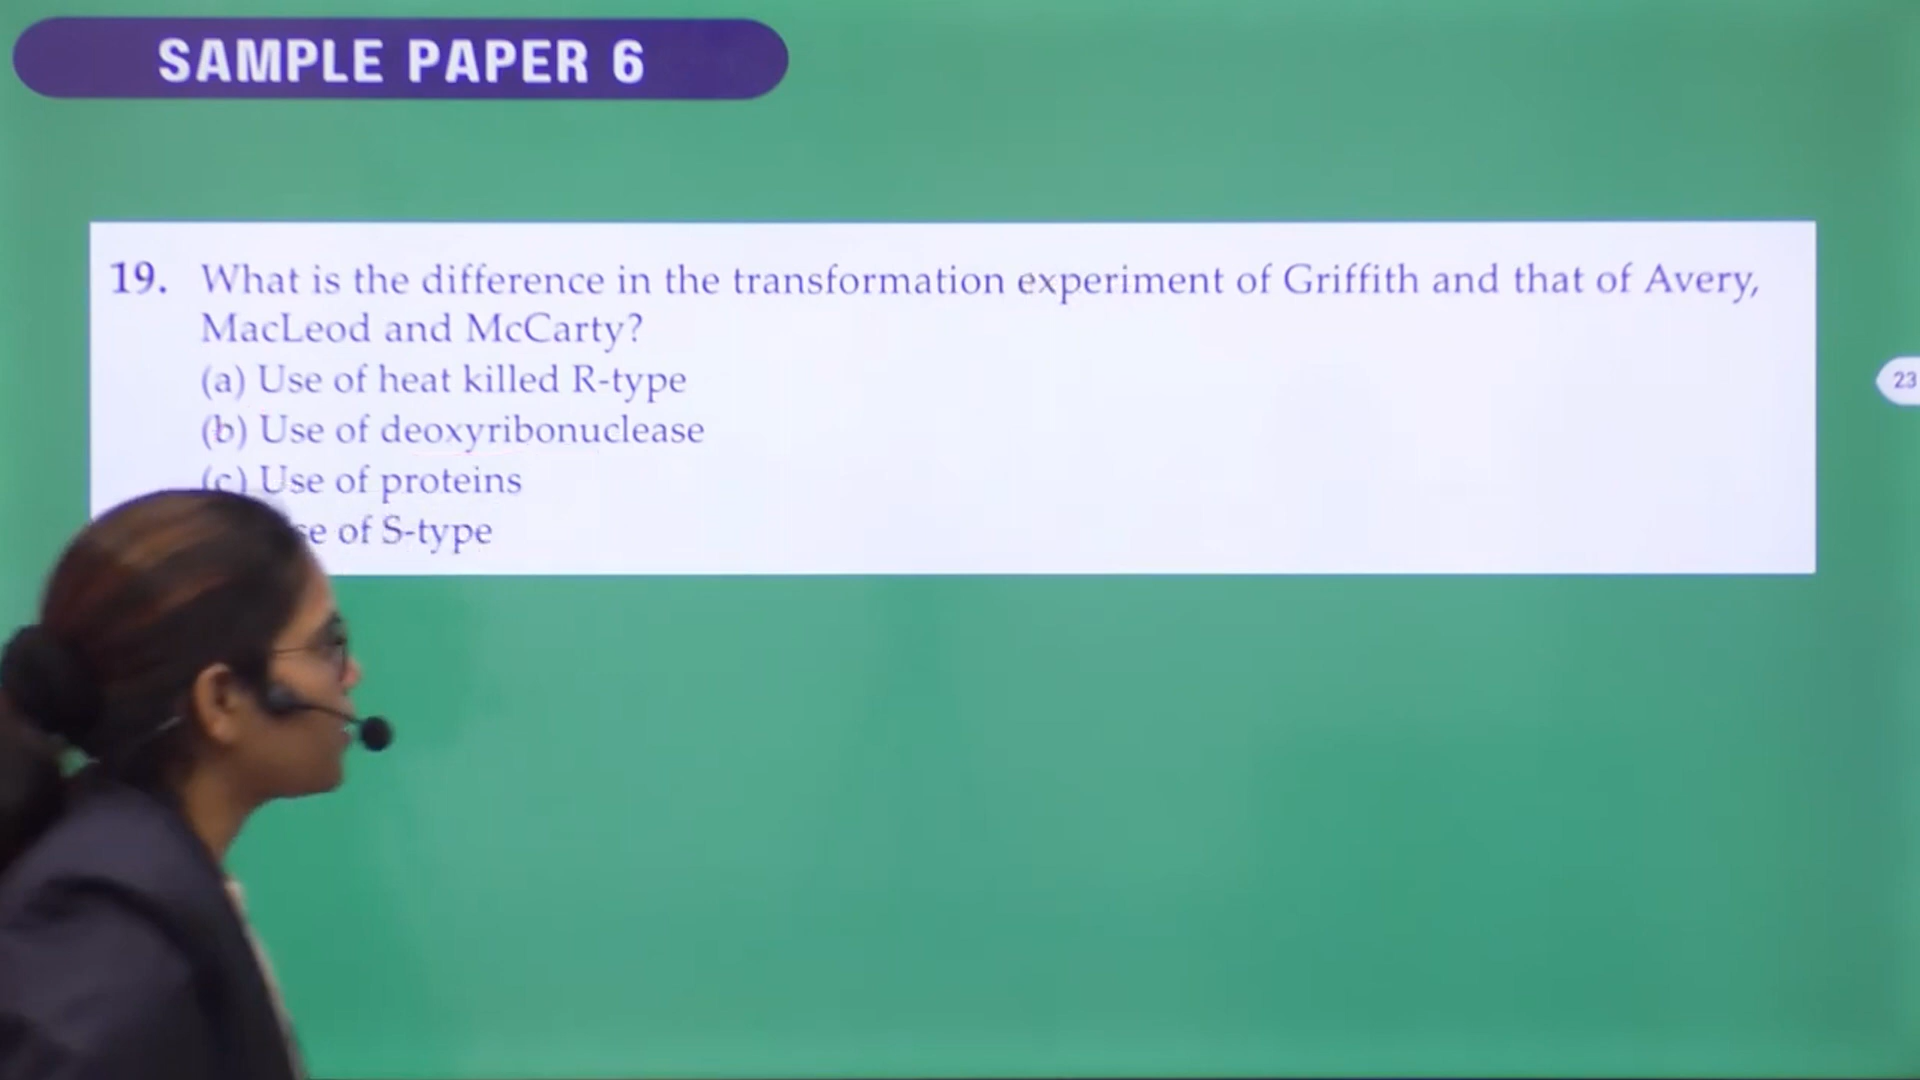 SAMPLE PAPER 6
19. What is the difference in the transformation experiment of Griffith and that of Avery,
MacLeod and McCarty?
(a) Use of heat killed R-type
(b) Use of deoxyribonuclease
(c) Use of proteins
of S-type
23